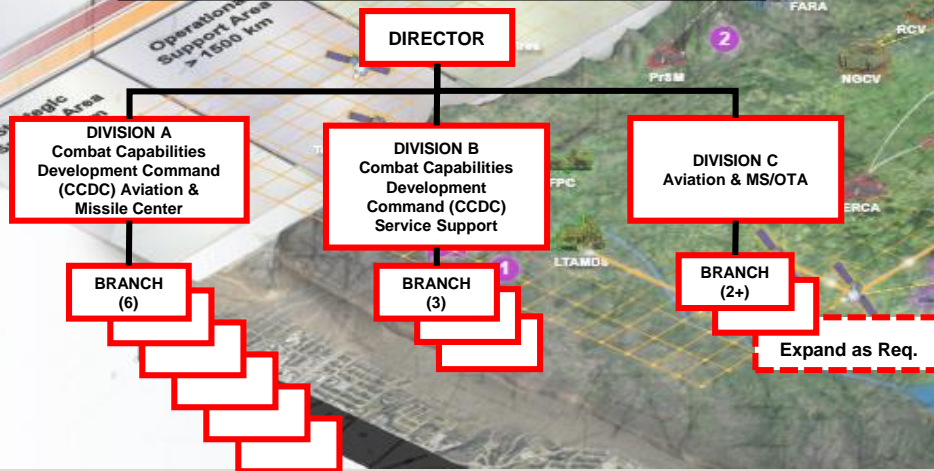 Operational
Support Area
> 1500 km
Area
DIRECTOR
FARA
RCV
2
PrSM
NGCV
DIVISION A
Combat Capabilities
Development Command
(CCDC) Aviation &
Missile Center
DIVISION B
Combat Capabilities
Development
Command (CCDC)
Service Support
DIVISION C
Aviation & MS/OTA
FPC
ERCA
LTAMDs
1
BRANCH
(6)
BRANCH
(3)
BRANCH
(2+)
Expand as Req.